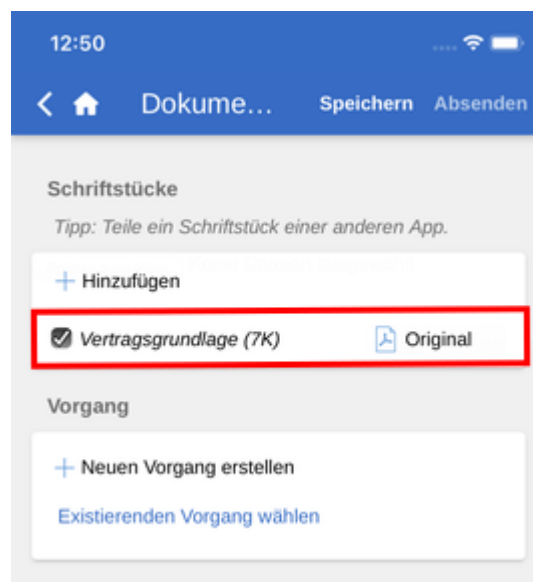 12:50
Dokume... Speichern Absenden
Schriftstücke
Tipp: Teile ein Schriftstück einer anderen App.
Hinzufügen
Vertragsgrundlage (7K) Original
Vorgang
Neuen Vorgang erstellen
Existierenden Vorgang wählen